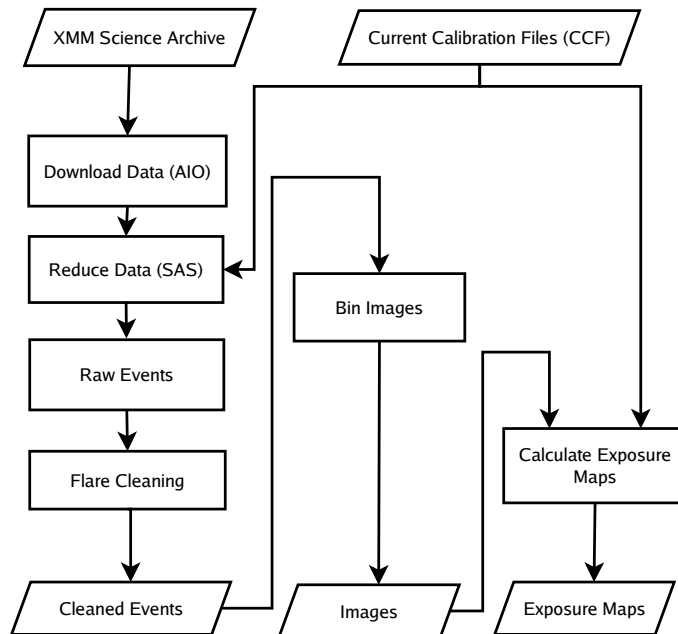 XMM Science Archive
Current Calibration Files (CCF)
Download Data (AIO)
Reduce Data (SAS)
Bin Images
Raw Events
Calculate Exposure
Maps
Flare Cleaning
Cleaned Events
Images
Exposure Maps